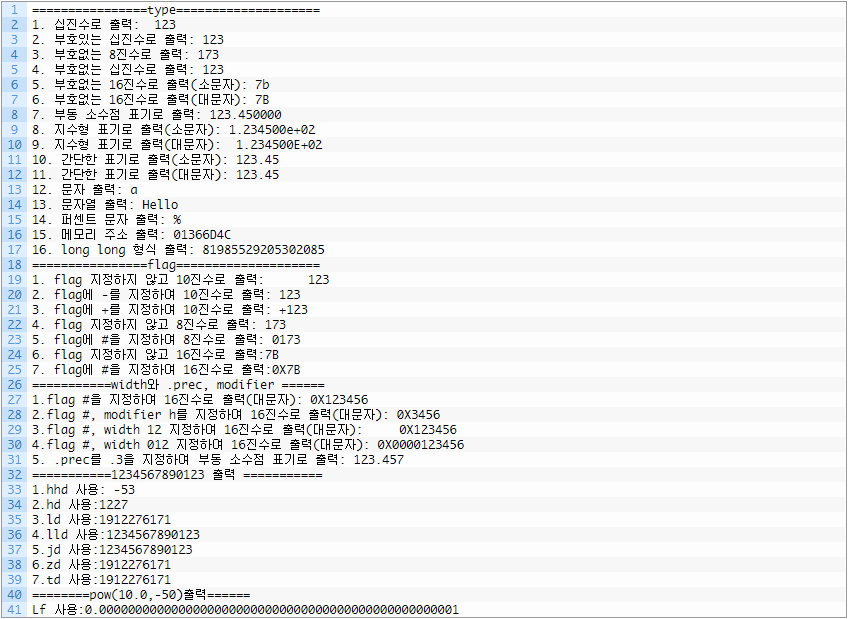 1 ================type====================
2 1. 십진수로 출력:  123
3 2. 부호있는 십진수로 출력: 123
4 3. 부호없는 8진수로 출력: 173
5 4. 부호없는 십진수로 출력: 123
6 5. 부호없는 16진수로 출력(소문자): 7b
7 6. 부호없는 16진수로 출력(대문자): 7B
8 7. 부동 소수점 표기로 출력: 123.450000
9 8. 지수형 표기로 출력(소문자): 1.234500e+02
10 9. 지수형 표기로 출력(대문자):  1.234500E+02
11 10. 간단한 표기로 출력(소문자): 123.45
12 11. 간단한 표기로 출력(대문자): 123.45
13 12. 문자 출력: a
14 13. 문자열 출력: Hello
15 14. 퍼센트 문자 출력: %
16 15. 메모리 주소 출력: 01366D4C
17 16. long long 형식 출력: 81985529205302085
18 ================flag====================
19 1. flag 지정하지 않고 10진수로 출력:      123
20 2. flag에 -를 지정하여 10진수로 출력: 123
21 3. flag에 +를 지정하여 10진수로 출력: +123
22 4. flag 지정하지 않고 8진수로 출력: 173
23 5. flag에 #을 지정하여 8진수로 출력: 0173
24 6. flag 지정하지 않고 16진수로 출력:7B
25 7. flag에 #을 지정하여 16진수로 출력:0X7B
26 ===========width와 .prec, modifier ======
27 1.flag #을 지정하여 16진수로 출력(대문자): 0X123456
28 2.flag #, modifier h를 지정하여 16진수로 출력(대문자): 0X3456
29 3.flag #, width 12 지정하여 16진수로 출력(대문자):     0X123456
30 4.flag #, width 012 지정하여 16진수로 출력(대문자): 0X0000123456
31 5. .prec를 .3을 지정하여 부동 소수점 표기로 출력: 123.457
32 ===========1234567890123 출력 ===========
33 1.hhd 사용: -53
34 2.hd 사용:1227
35 3.ld 사용:1912276171
36 4.lld 사용:1234567890123
37 5.jd 사용:1234567890123
38 6.zd 사용:1912276171
39 7.td 사용:1912276171
40 ========pow(10.0,-50)출력======
41 Lf 사용:0.00000000000000000000000000000000000000000000000001